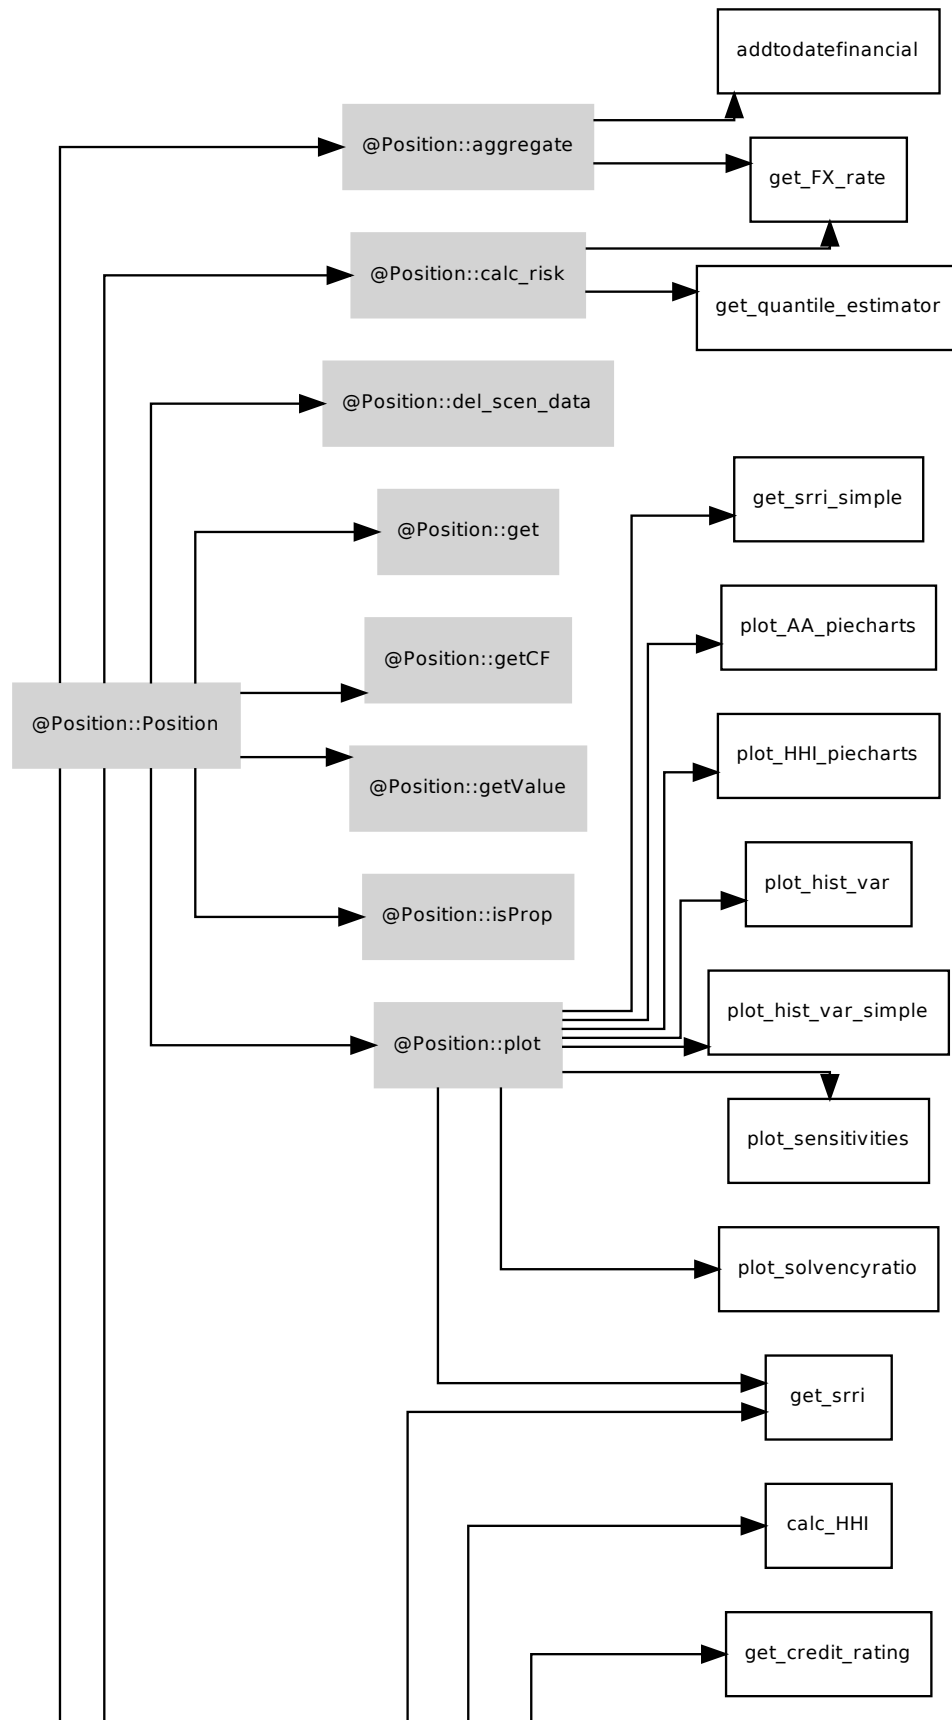 addtodatefinancial
@Position::aggregate
get_FX_rate
@Position::calc_risk
get_quantile_estimator
@Position::del_scen_data
get_srri_simple
@Position::get
plot_AA_piecharts
@Position::getCF
@Position::Position
plot_HHI_piecharts
@Position::getValue
plot_hist_var
@Position::isProp
plot_hist_var_simple
@Position::plot
plot_sensitivities
plot_solvencyratio
get_srri
calc_HHI
get_credit_rating